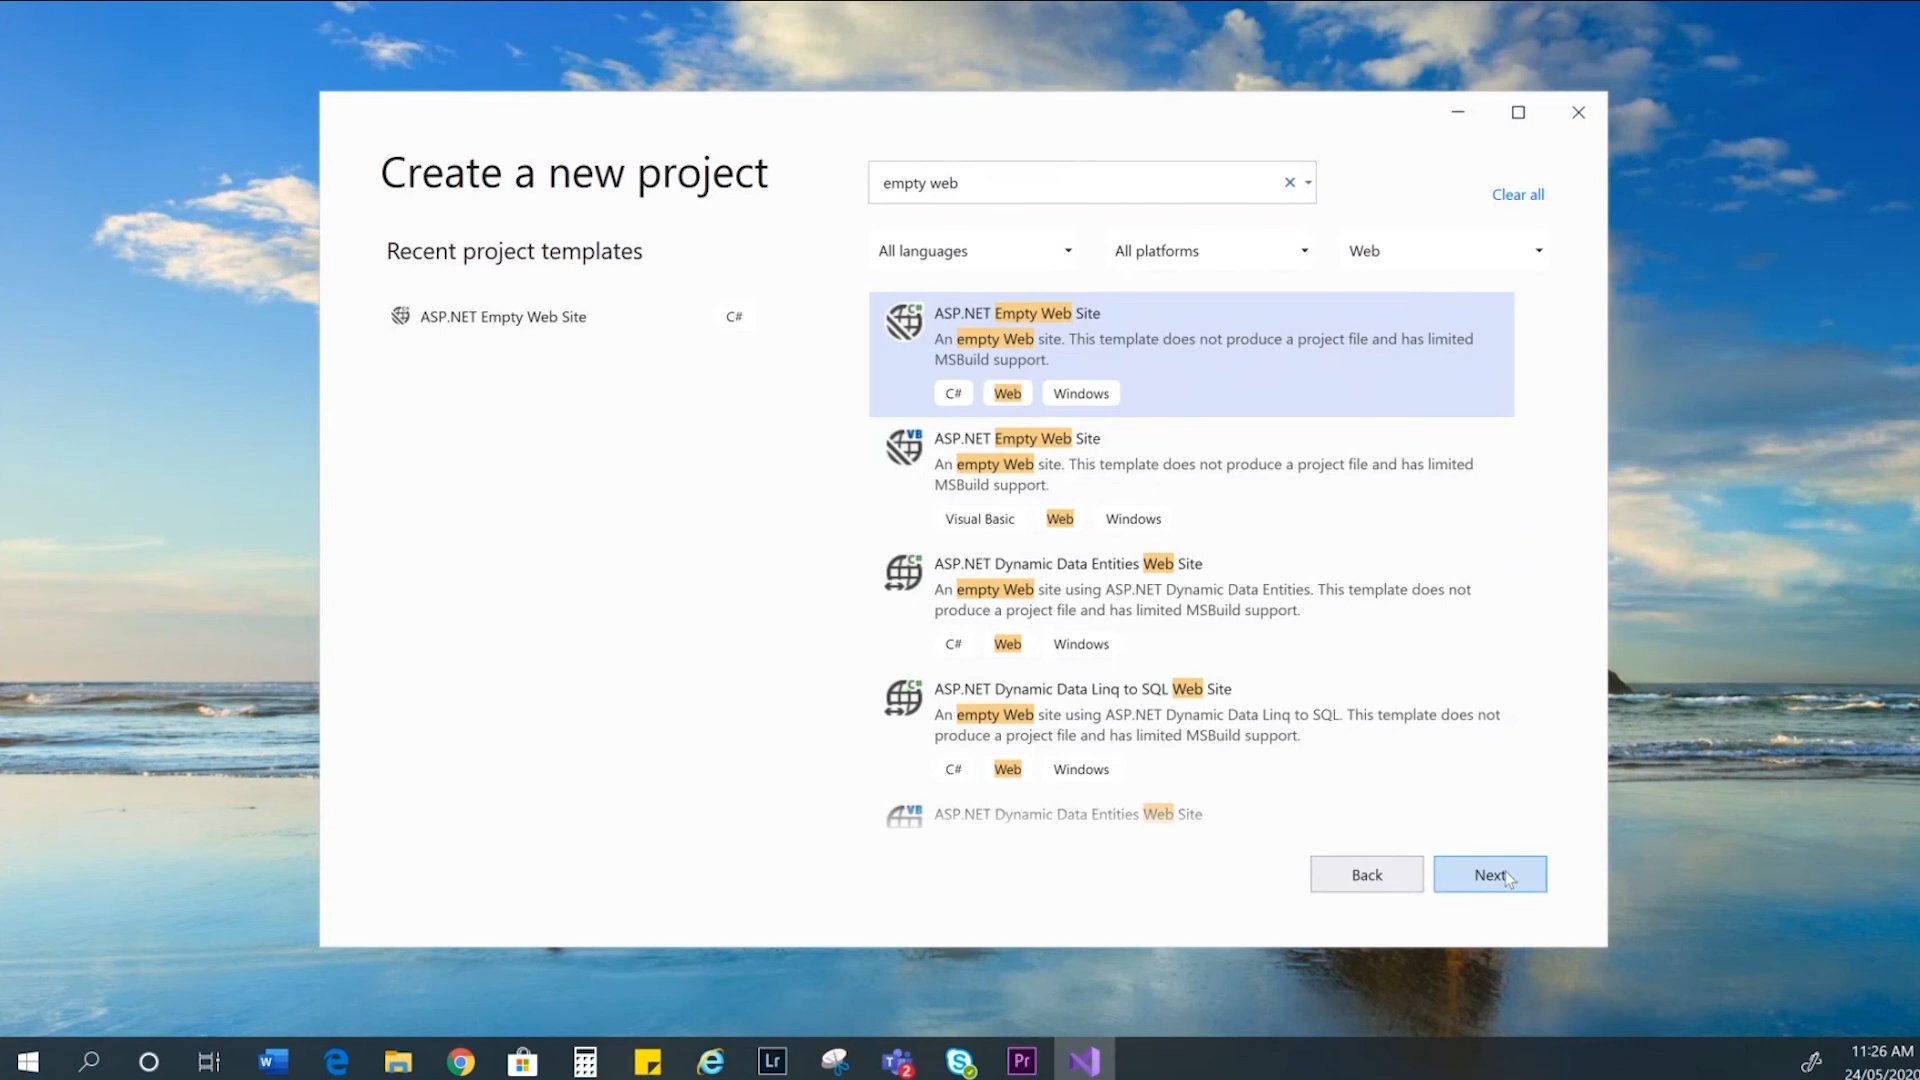 Create a new project
empty web
Clear all
Recent project templates
All languages
All platforms
Web
ASP.NET Empty Web Site
C#
C#
ASP.NET Empty Web Site
An empty Web site. This template does not produce a project file and has limited
MSBuild support.
C#
Web
Windows
VB
ASP.NET Empty Web Site
An empty Web site. This template does not produce a project file and has limited
MSBuild support.
Visual Basic
Web
Windows
C#
ASP.NET Dynamic Data Entities Web Site
An empty Web site using ASP.NET Dynamic Data Entities. This template does not
produce a project file and has limited MSBuild support.
C#
Web
Windows
C#
ASP.NET Dynamic Data Linq to SQL Web Site
An empty Web site using ASP.NET Dynamic Data Linq to SQL. This template does not
produce a project file and has limited MSBuild support.
C#
Web
Windows
VB
ASP.NET Dynamic Data Entities Web Site
Back
Next
W
Lr
T
2
S
Pr
11:26 AM
24/05/2020